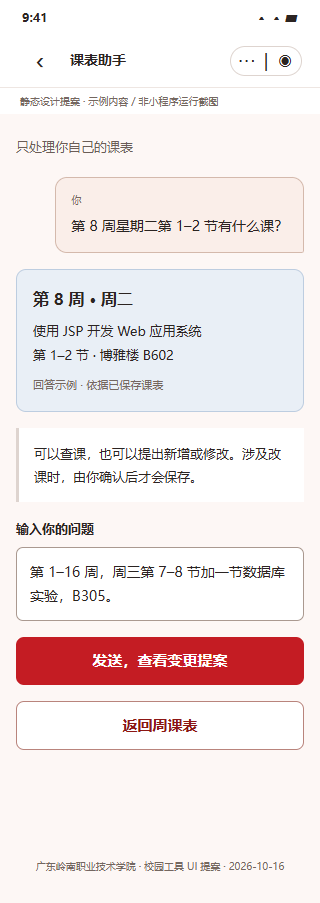 9:41
课表助手
静态设计提案 · 示例内容 / 非小程序运行截图
只处理你自己的课表
你
第 8 周星期二第 1–2 节有什么课？
第 8 周 • 周二
使用 JSP 开发 Web 应用系统
第 1–2 节 · 博雅楼 B602
回答示例 · 依据已保存课表
可以查课，也可以提出新增或修改。涉及改
课时，由你确认后才会保存。
输入你的问题
第 1–16 周，周三第 7–8 节加一节数据库
实验，B305。
发送，查看变更提案
返回周课表
广东岭南职业技术学院 · 校园工具 UI 提案 · 2026-10-16